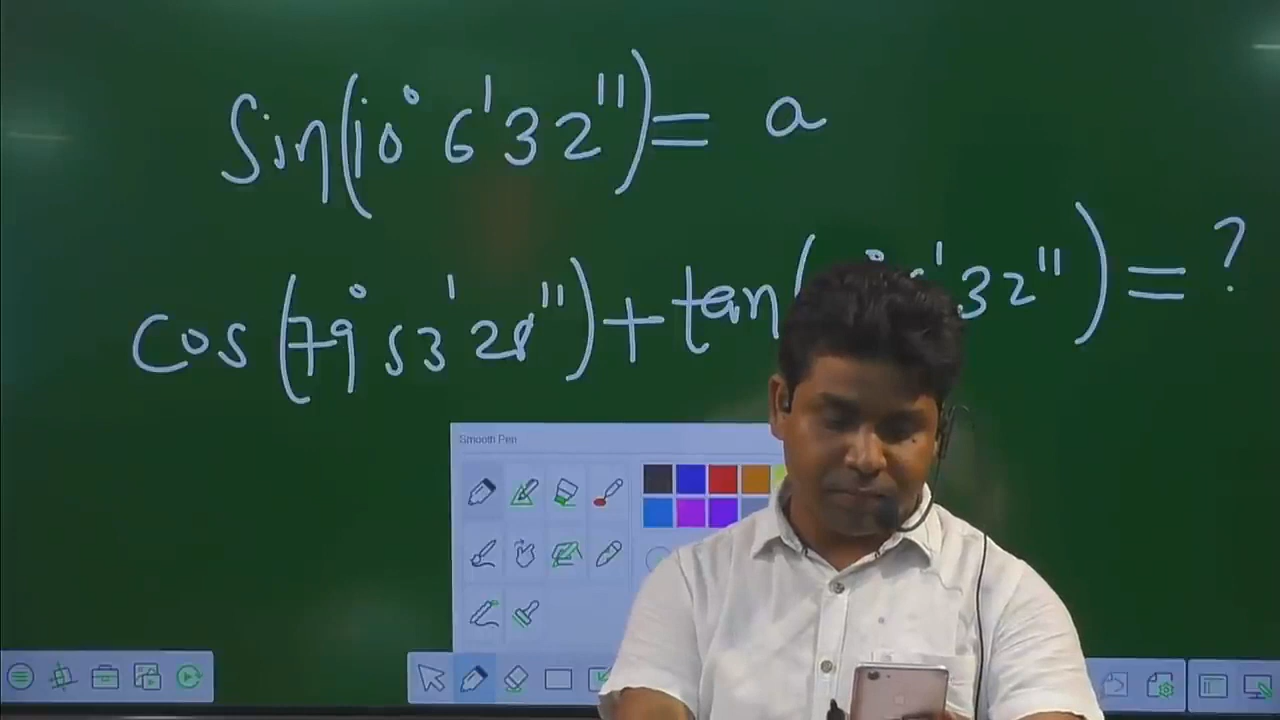 Sin(10° 6' 32") = a
cos(79° 53' 28") + tan( 32") = ?
Smooth Pen